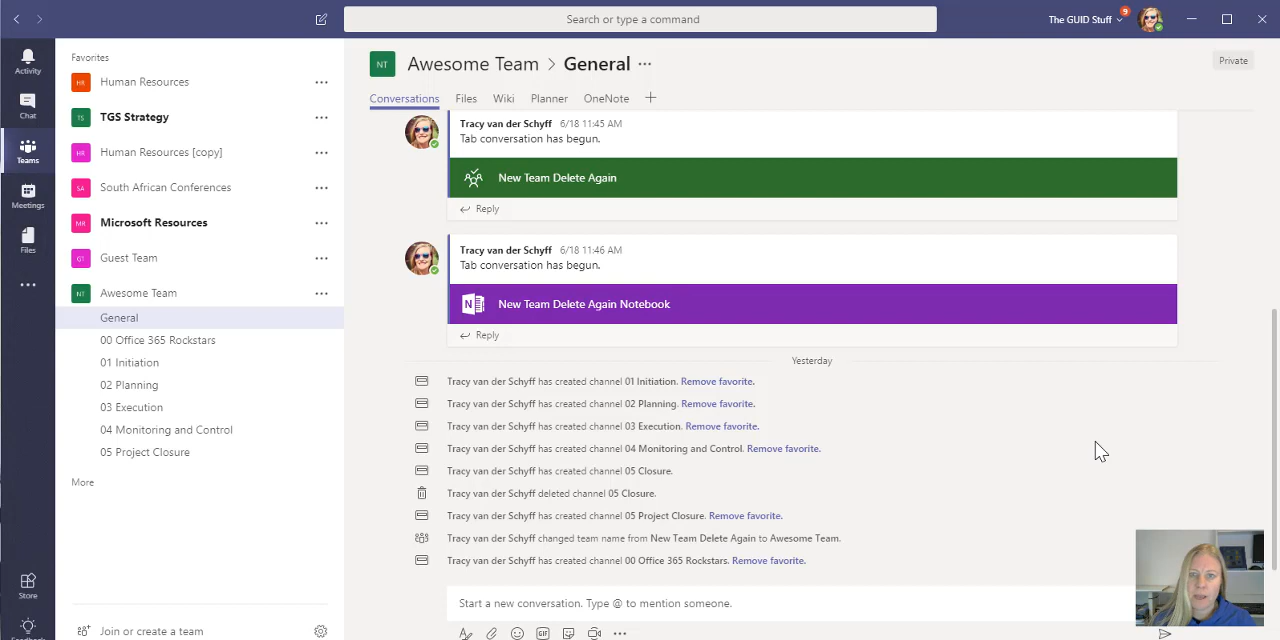 Search or type a command
The GUID Stuff
9
Activity
Chat
Teams
Meetings
Files
Store
Feedback
Favorites
HR Human Resources
TS TGS Strategy
HR Human Resources [copy]
SA South African Conferences
MR Microsoft Resources
GT Guest Team
NT Awesome Team
General
00 Office 365 Rockstars
01 Initiation
02 Planning
03 Execution
04 Monitoring and Control
05 Project Closure
More
Join or create a team
NT Awesome Team > General ...
Private
Conversations Files Wiki Planner OneNote +
Tracy van der Schyff 6/18 11:45 AM
Tab conversation has begun.
New Team Delete Again
Reply
Tracy van der Schyff 6/18 11:46 AM
Tab conversation has begun.
N New Team Delete Again Notebook
Reply
Yesterday
Tracy van der Schyff has created channel 01 Initiation. Remove favorite.
Tracy van der Schyff has created channel 02 Planning. Remove favorite.
Tracy van der Schyff has created channel 03 Execution. Remove favorite.
Tracy van der Schyff has created channel 04 Monitoring and Control. Remove favorite.
Tracy van der Schyff has created channel 05 Closure.
Tracy van der Schyff deleted channel 05 Closure.
Tracy van der Schyff has created channel 05 Project Closure. Remove favorite.
Tracy van der Schyff changed team name from New Team Delete Again to Awesome Team.
Tracy van der Schyff has created channel 00 Office 365 Rockstars. Remove favorite.
Start a new conversation. Type @ to mention someone.
GIF